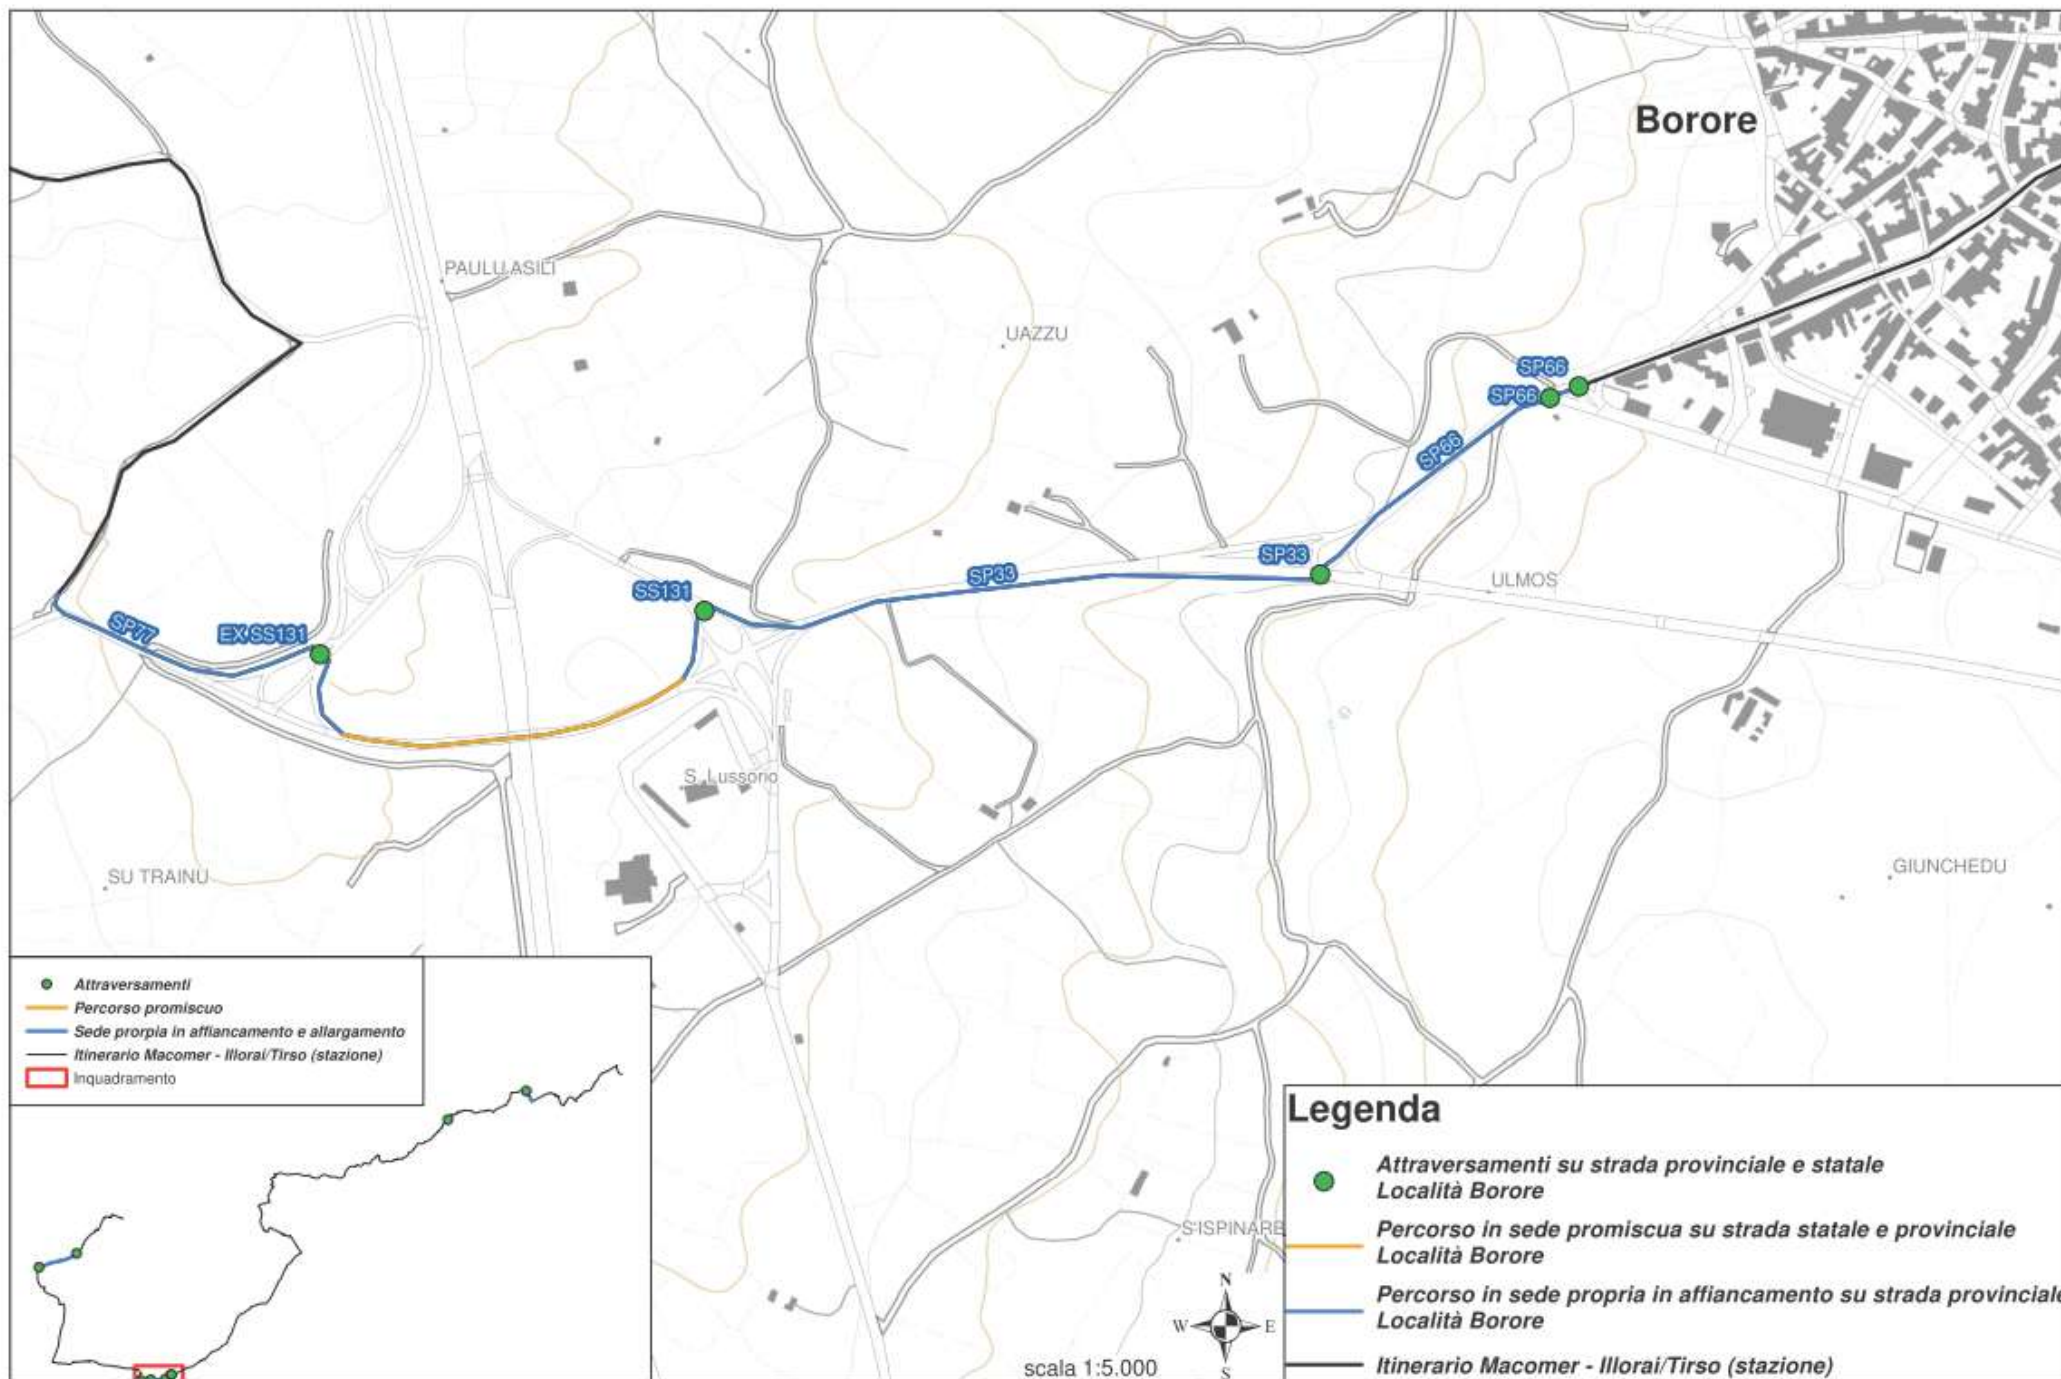 Borore
PAULU ASILI
UAZZU
SP66
SP66
SP66
SP33
SP33
ULMOS
SS131
SP77
EX SS131
S. Lussorio
SU TRAINU
GIUNCHEDU
Attraversamenti
Percorso promiscuo
Sede prorpia in affiancamento e allargamento
Itinerario Macomer - Illorai/Tirso (stazione)
Inquadramento
S'ISPINARB
N
W
E
S
scala 1:5.000
Legenda
Attraversamenti su strada provinciale e statale
Località Borore
Percorso in sede promiscua su strada statale e provinciale
Località Borore
Percorso in sede propria in affiancamento su strada provinciale
Località Borore
Itinerario Macomer - Illorai/Tirso (stazione)